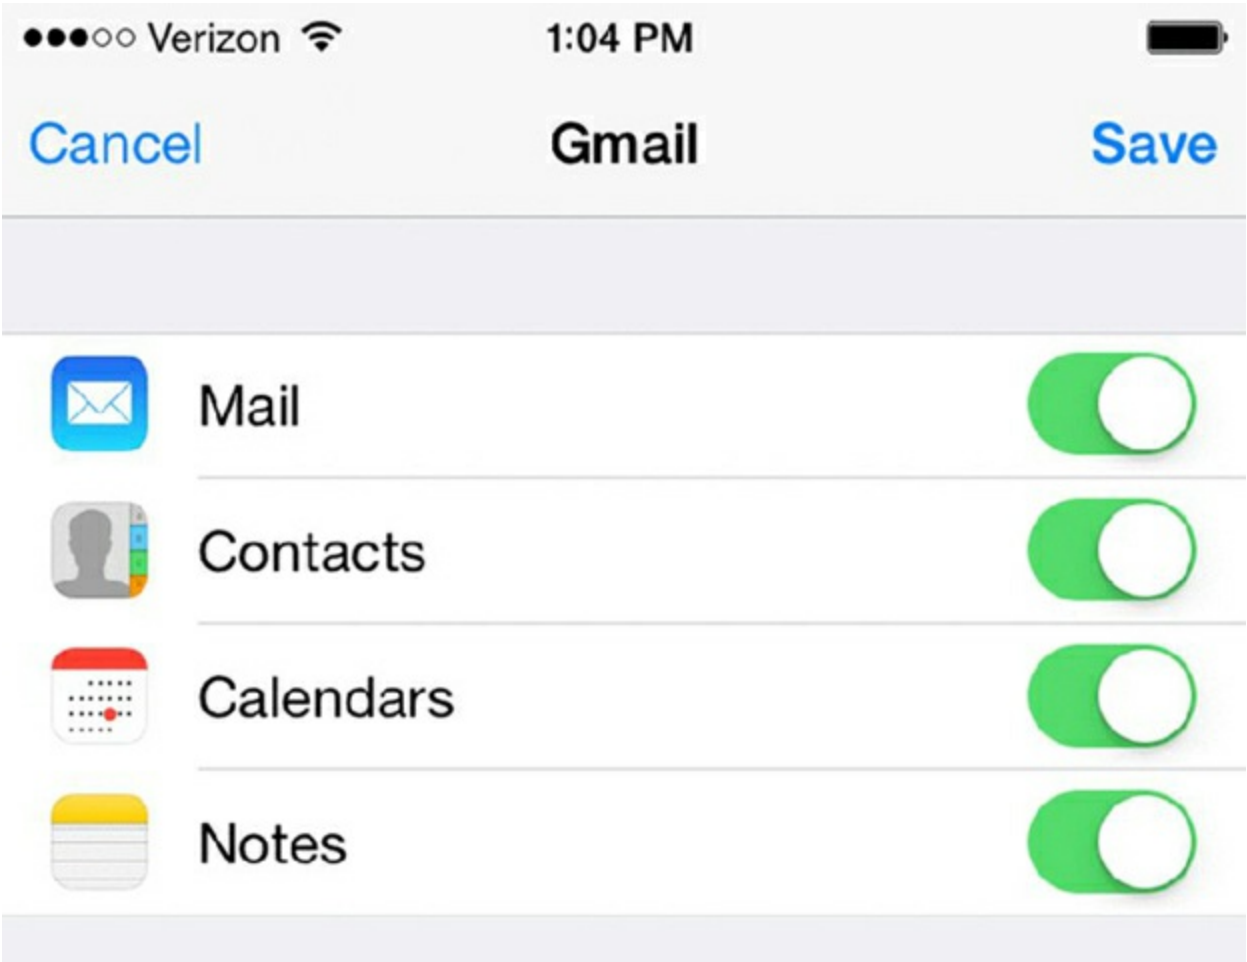 Verizon 1:04 PM
Cancel Gmail Save
Mail
Contacts
Calendars
Notes